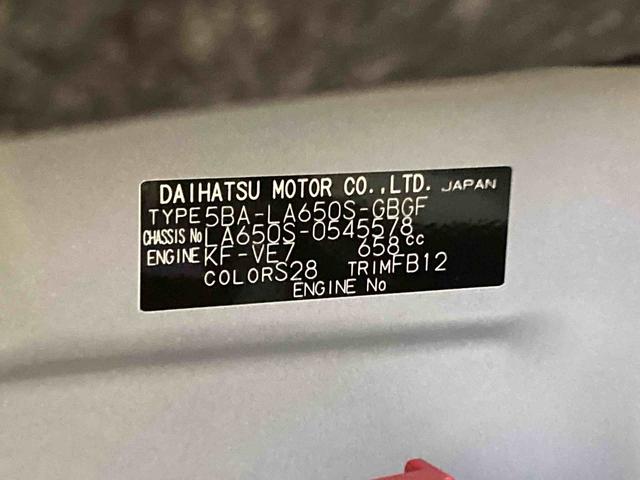 DAIHATSU MOTOR CO.,LTD. JAPAN
TYPE 5BA-LA650S-GBGF
CHASSIS No LA650S-0545578
ENGINE KF-VE7 658cc
COLOR S28 TRIM FB12
ENGINE No